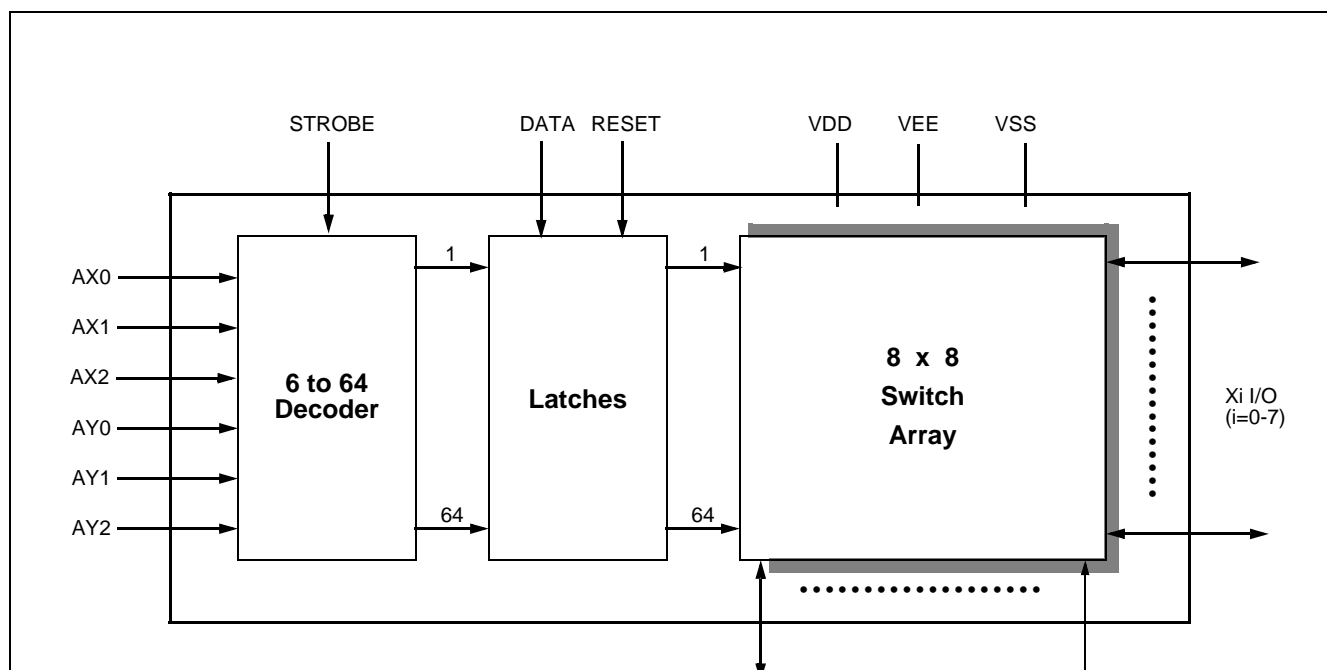 STROBE
DATA RESET
VDD VEE VSS
AX0
AX1
AX2
AY0
AY1
AY2
6 to 64
Decoder
1
64
Latches
1
64
8 x 8
Switch
Array
Xi I/O
(i=0-7)